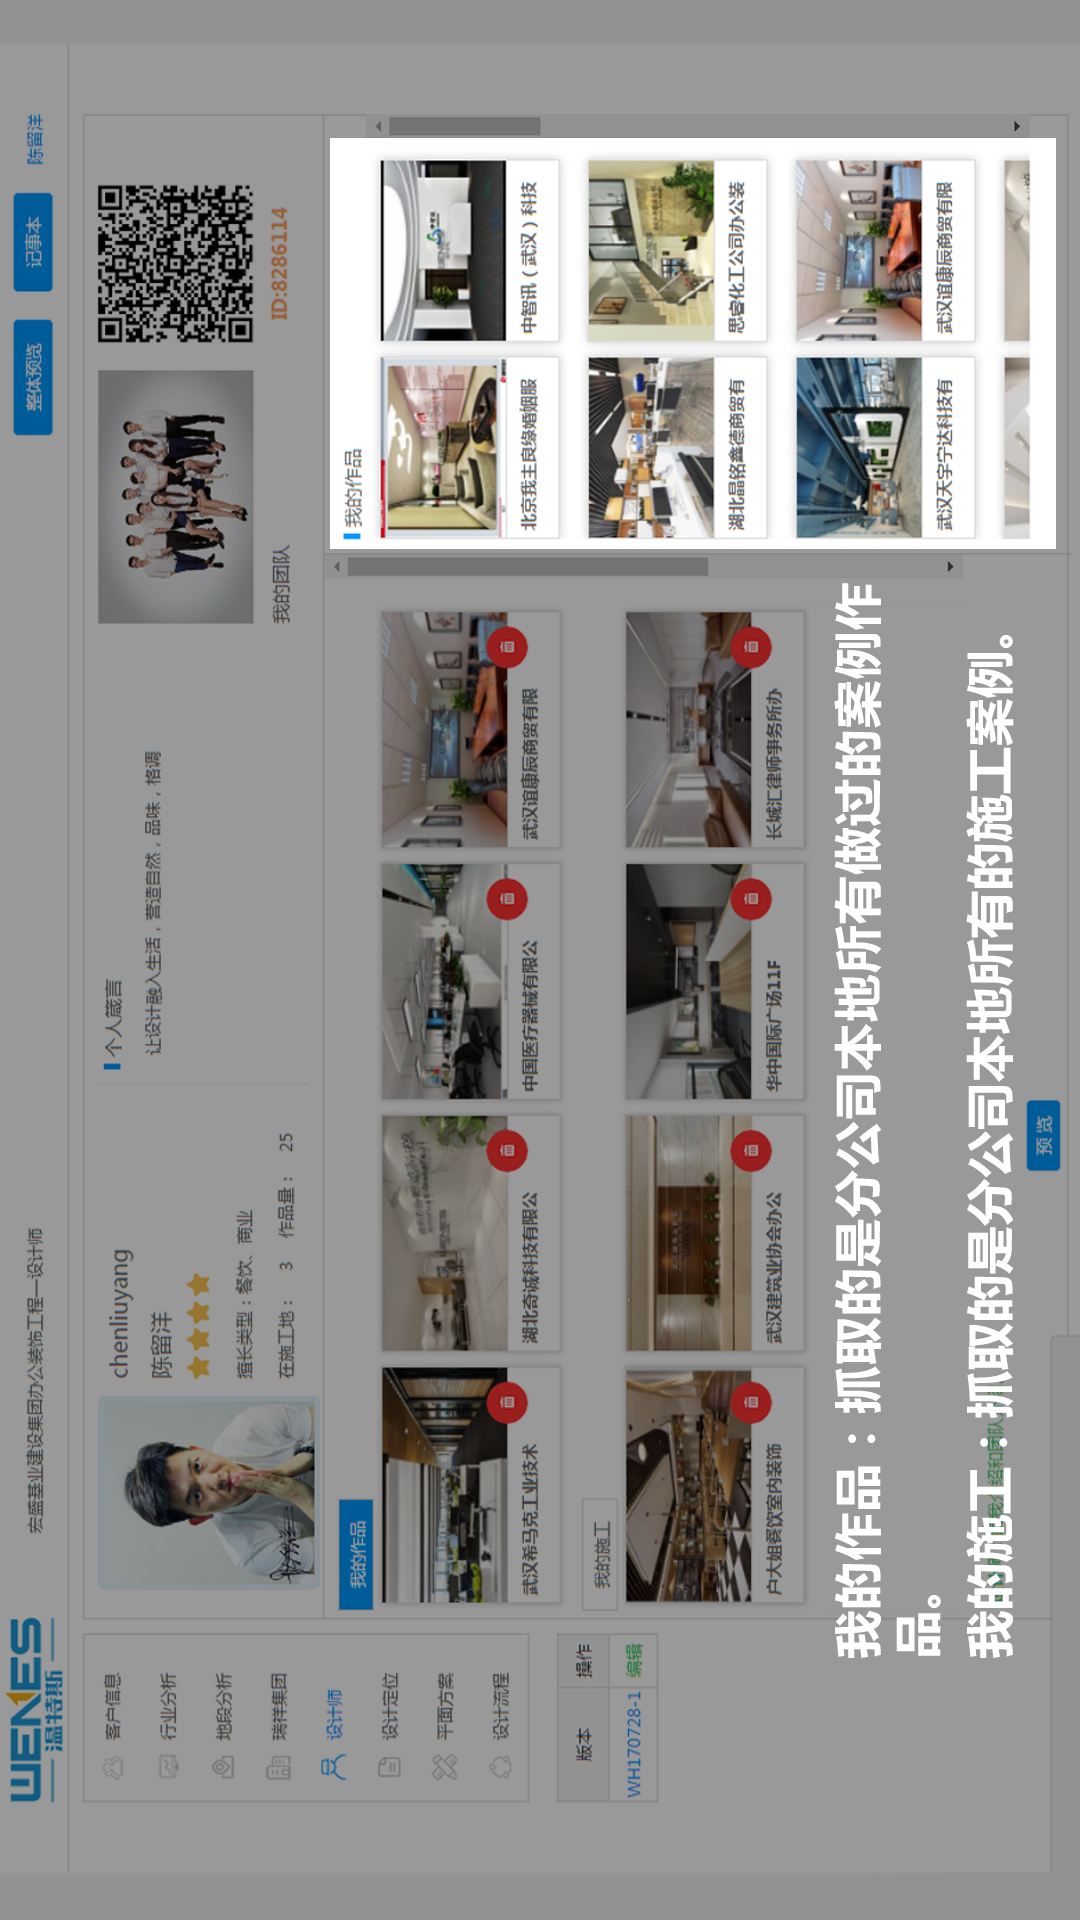 WENES
温特斯
宏盛基业建设集团办公装饰工程—设计师
整体预览
记事本
陈留洋
客户信息
行业分析
地段分析
瑞祥集团
设计师
设计定位
平面方案
设计流程
版本
操作
WH170728-1
编辑
chenliuyang
陈留洋
擅长类型：餐饮、商业
在施工地： 3 作品量： 25
个人箴言
让设计融入生活，营造自然，品味，格调
我的团队
ID:8286114
我的作品
武汉希马克工业技术
湖北奇诚科技有限公
中国医疗器械有限公
武汉谊康辰商贸有限
我的施工
户大姐餐饮室内装饰
武汉建筑业协会办公
华中国际广场11F
长城汇律师事务所办
我的作品
北京我主良缘婚姻服
中智讯（武汉）科技
湖北晶铭鑫德商贸有
思睿化工公司办公装
武汉天宇宁达科技有
武汉谊康辰商贸有限
我的作品：抓取的是分公司本地所有做过的案例作
品。
我的施工：抓取的是分公司本地所有的施工案例。
预 览